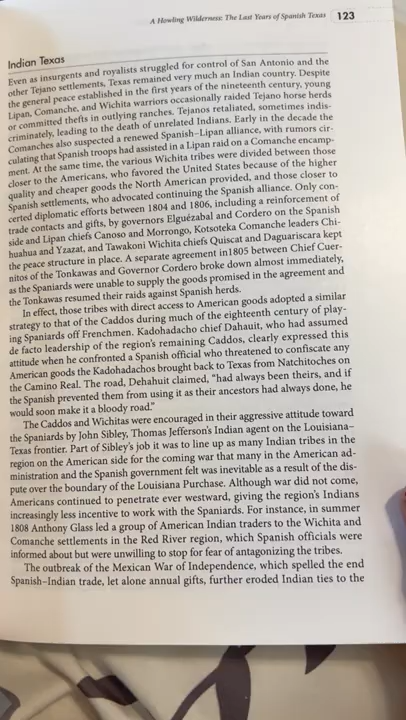 A Howling Wilderness: The Last Years of Spanish Texas 123
Indian Texas
Even as insurgents and royalists struggled for control of San Antonio and the
other Tejano settlements, Texas remained very much an Indian country. Despite
the general peace established in the first years of the nineteenth century, young
Lipan, Comanche, and Wichita warriors occasionally raided Tejano horse herds
or committed thefts in outlying ranches. Tejanos retaliated, sometimes indis-
criminately, leading to the death of unrelated Indians. Early in the decade the
Comanches also suspected a renewed Spanish–Lipan alliance, with rumors cir-
culating that Spanish troops had assisted in a Lipan raid on a Comanche encamp-
ment. At the same time, the various Wichita tribes were divided between those
closer to the Americans, who favored the United States because of the higher
quality and cheaper goods the North American provided, and those closer to
Spanish settlements, who advocated continuing the Spanish alliance. Only con-
certed diplomatic efforts between 1804 and 1806, including a reinforcement of
trade contacts and gifts, by governors Elguézabal and Cordero on the Spanish
side and Lipan chiefs Canoso and Morrongo, Kotsoteka Comanche leaders Chi-
huahua and Yzazat, and Tawakoni Wichita chiefs Quiscat and Daguariscara kept
the peace structure in place. A separate agreement in1805 between Chief Cuer-
nitos of the Tonkawas and Governor Cordero broke down almost immediately,
as the Spaniards were unable to supply the goods promised in the agreement and
the Tonkawas resumed their raids against Spanish herds.
In effect, those tribes with direct access to American goods adopted a similar
strategy to that of the Caddos during much of the eighteenth century of play-
ing Spaniards off Frenchmen. Kadohadacho chief Dahauit, who had assumed
de facto leadership of the region's remaining Caddos, clearly expressed this
attitude when he confronted a Spanish official who threatened to confiscate any
American goods the Kadohadachos brought back to Texas from Natchitoches on
the Camino Real. The road, Dehahuit claimed, "had always been theirs, and if
the Spanish prevented them from using it as their ancestors had always done, he
would soon make it a bloody road."
The Caddos and Wichitas were encouraged in their aggressive attitude toward
the Spaniards by John Sibley, Thomas Jefferson's Indian agent on the Louisiana–
Texas frontier. Part of Sibley's job it was to line up as many Indian tribes in the
region on the American side for the coming war that many in the American ad-
ministration and the Spanish government felt was inevitable as a result of the dis-
pute over the boundary of the Louisiana Purchase. Although war did not come,
Americans continued to penetrate ever westward, giving the region's Indians
increasingly less incentive to work with the Spaniards. For instance, in summer
1808 Anthony Glass led a group of American Indian traders to the Wichita and
Comanche settlements in the Red River region, which Spanish officials were
informed about but were unwilling to stop for fear of antagonizing the tribes.
The outbreak of the Mexican War of Independence, which spelled the end
Spanish–Indian trade, let alone annual gifts, further eroded Indian ties to the